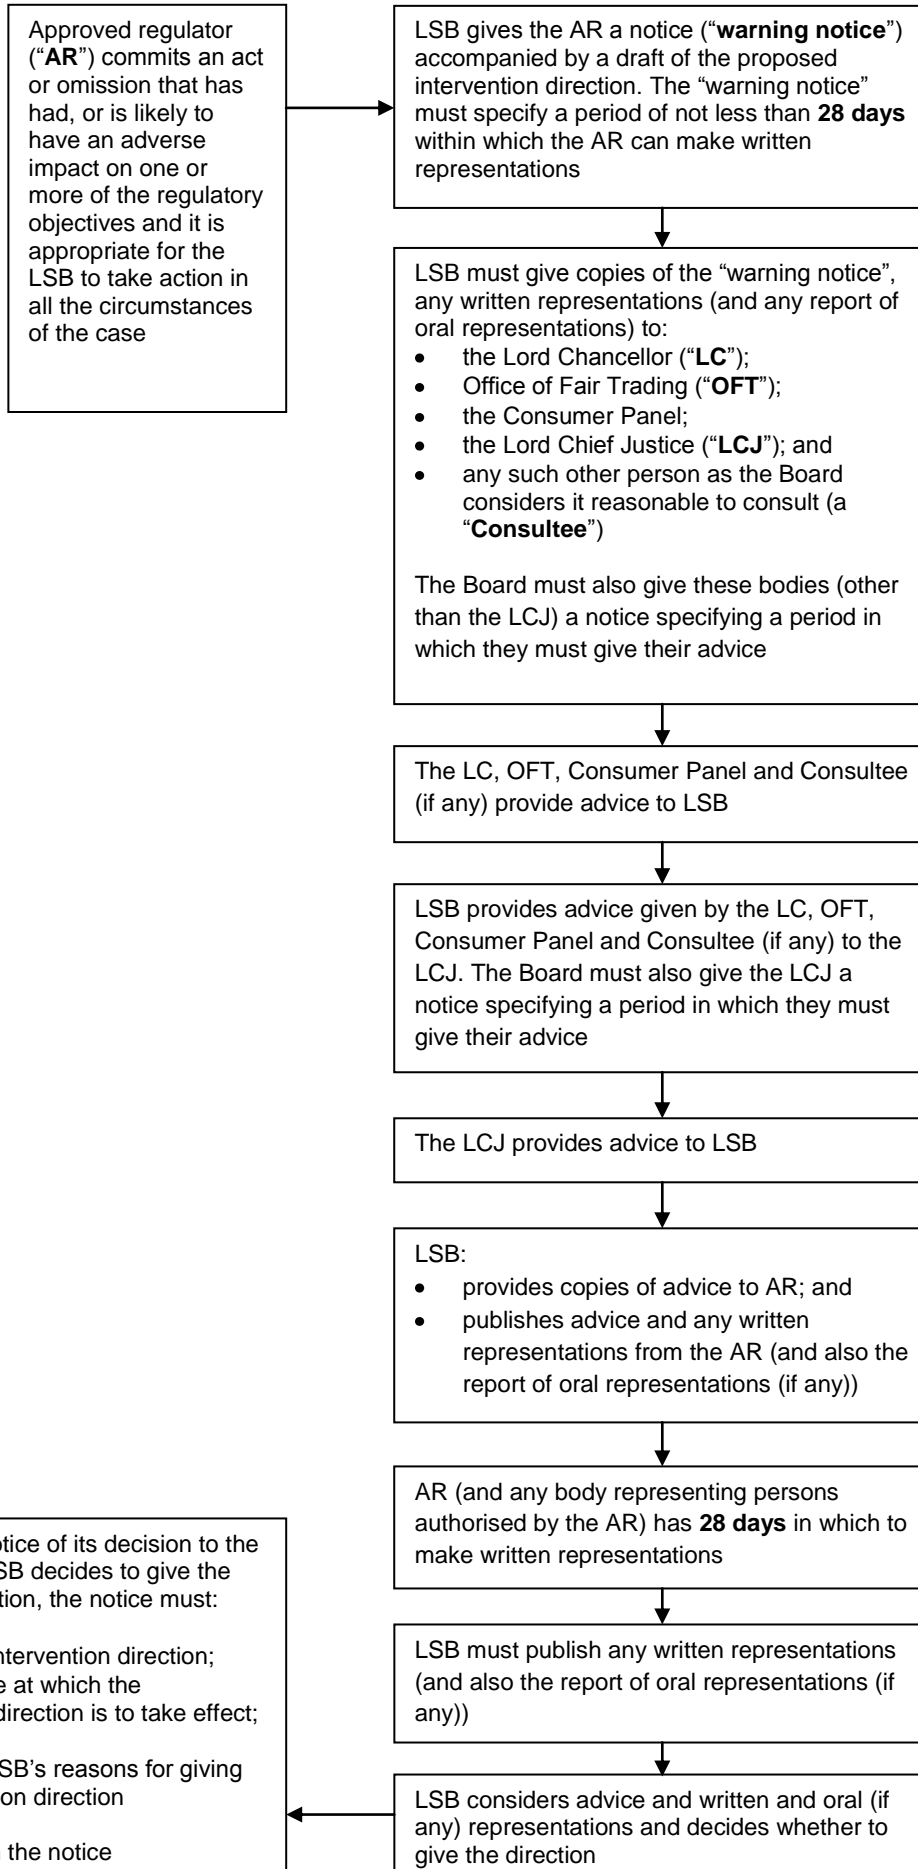 Approved regulator
(“AR”) commits an act
or omission that has
had, or is likely to
have an adverse
impact on one or
more of the regulatory
objectives and it is
appropriate for the
LSB to take action in
all the circumstances
of the case
LSB gives the AR a notice (“warning notice”)
accompanied by a draft of the proposed
intervention direction. The “warning notice”
must specify a period of not less than 28 days
within which the AR can make written
representations
LSB must give copies of the “warning notice”,
any written representations (and any report of
oral representations) to:
• the Lord Chancellor (“LC”);
• Office of Fair Trading (“OFT”);
• the Consumer Panel;
• the Lord Chief Justice (“LCJ”); and
• any such other person as the Board
considers it reasonable to consult (a
“Consultee”)
The Board must also give these bodies (other
than the LCJ) a notice specifying a period in
which they must give their advice
The LC, OFT, Consumer Panel and Consultee
(if any) provide advice to LSB
LSB provides advice given by the LC, OFT,
Consumer Panel and Consultee (if any) to the
LCJ. The Board must also give the LCJ a
notice specifying a period in which they must
give their advice
The LCJ provides advice to LSB
LSB:
• provides copies of advice to AR; and
• publishes advice and any written
representations from the AR (and also the
report of oral representations (if any))
AR (and any body representing persons
authorised by the AR) has 28 days in which to
make written representations
LSB must publish any written representations
(and also the report of oral representations (if
any))
LSB considers advice and written and oral (if
any) representations and decides whether to
give the direction
of its decision to the
decides to give the
the notice must:
intervention direction;
at which the
direction is to take effect;
reasons for giving
direction
the notice